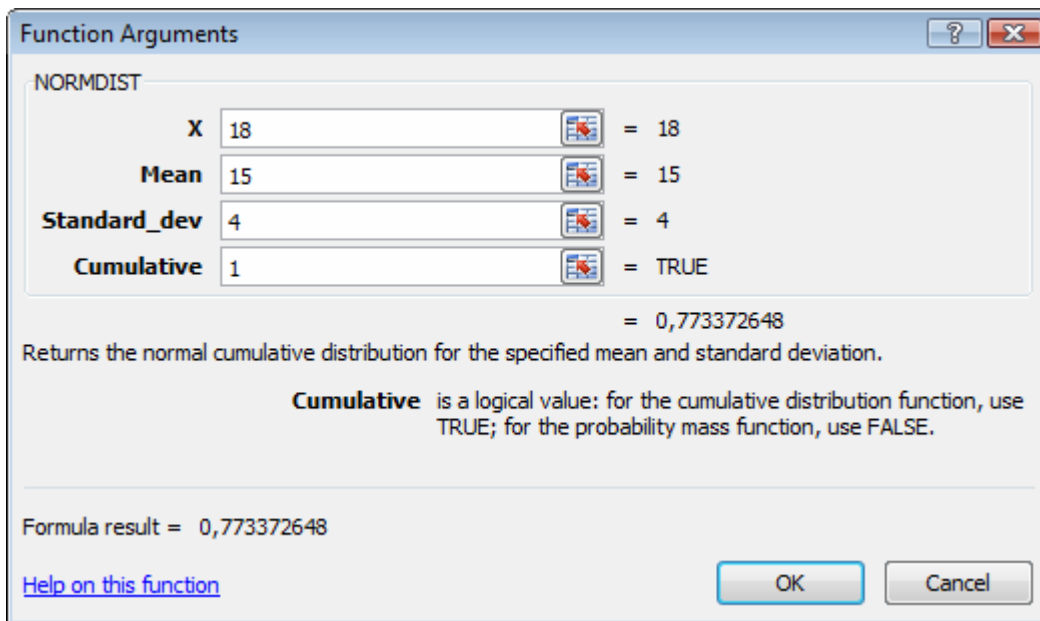 Function Arguments
NORMDIST
X 18 = 18
Mean 15 = 15
Standard_dev 4 = 4
Cumulative 1 = TRUE
= 0,773372648
Returns the normal cumulative distribution for the specified mean and standard deviation.
Cumulative is a logical value: for the cumulative distribution function, use
TRUE; for the probability mass function, use FALSE.
Formula result = 0,773372648
Help on this function
OK Cancel